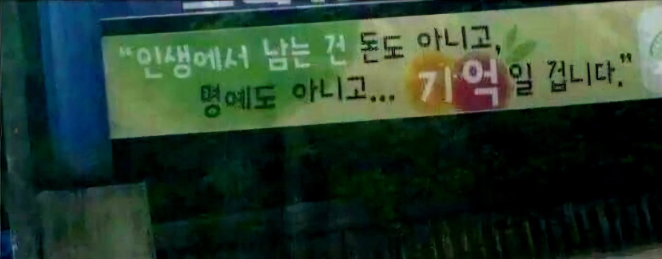 “인생에서 남는 건 돈도 아니고,
명예도 아니고... 기억일 겁니다.”